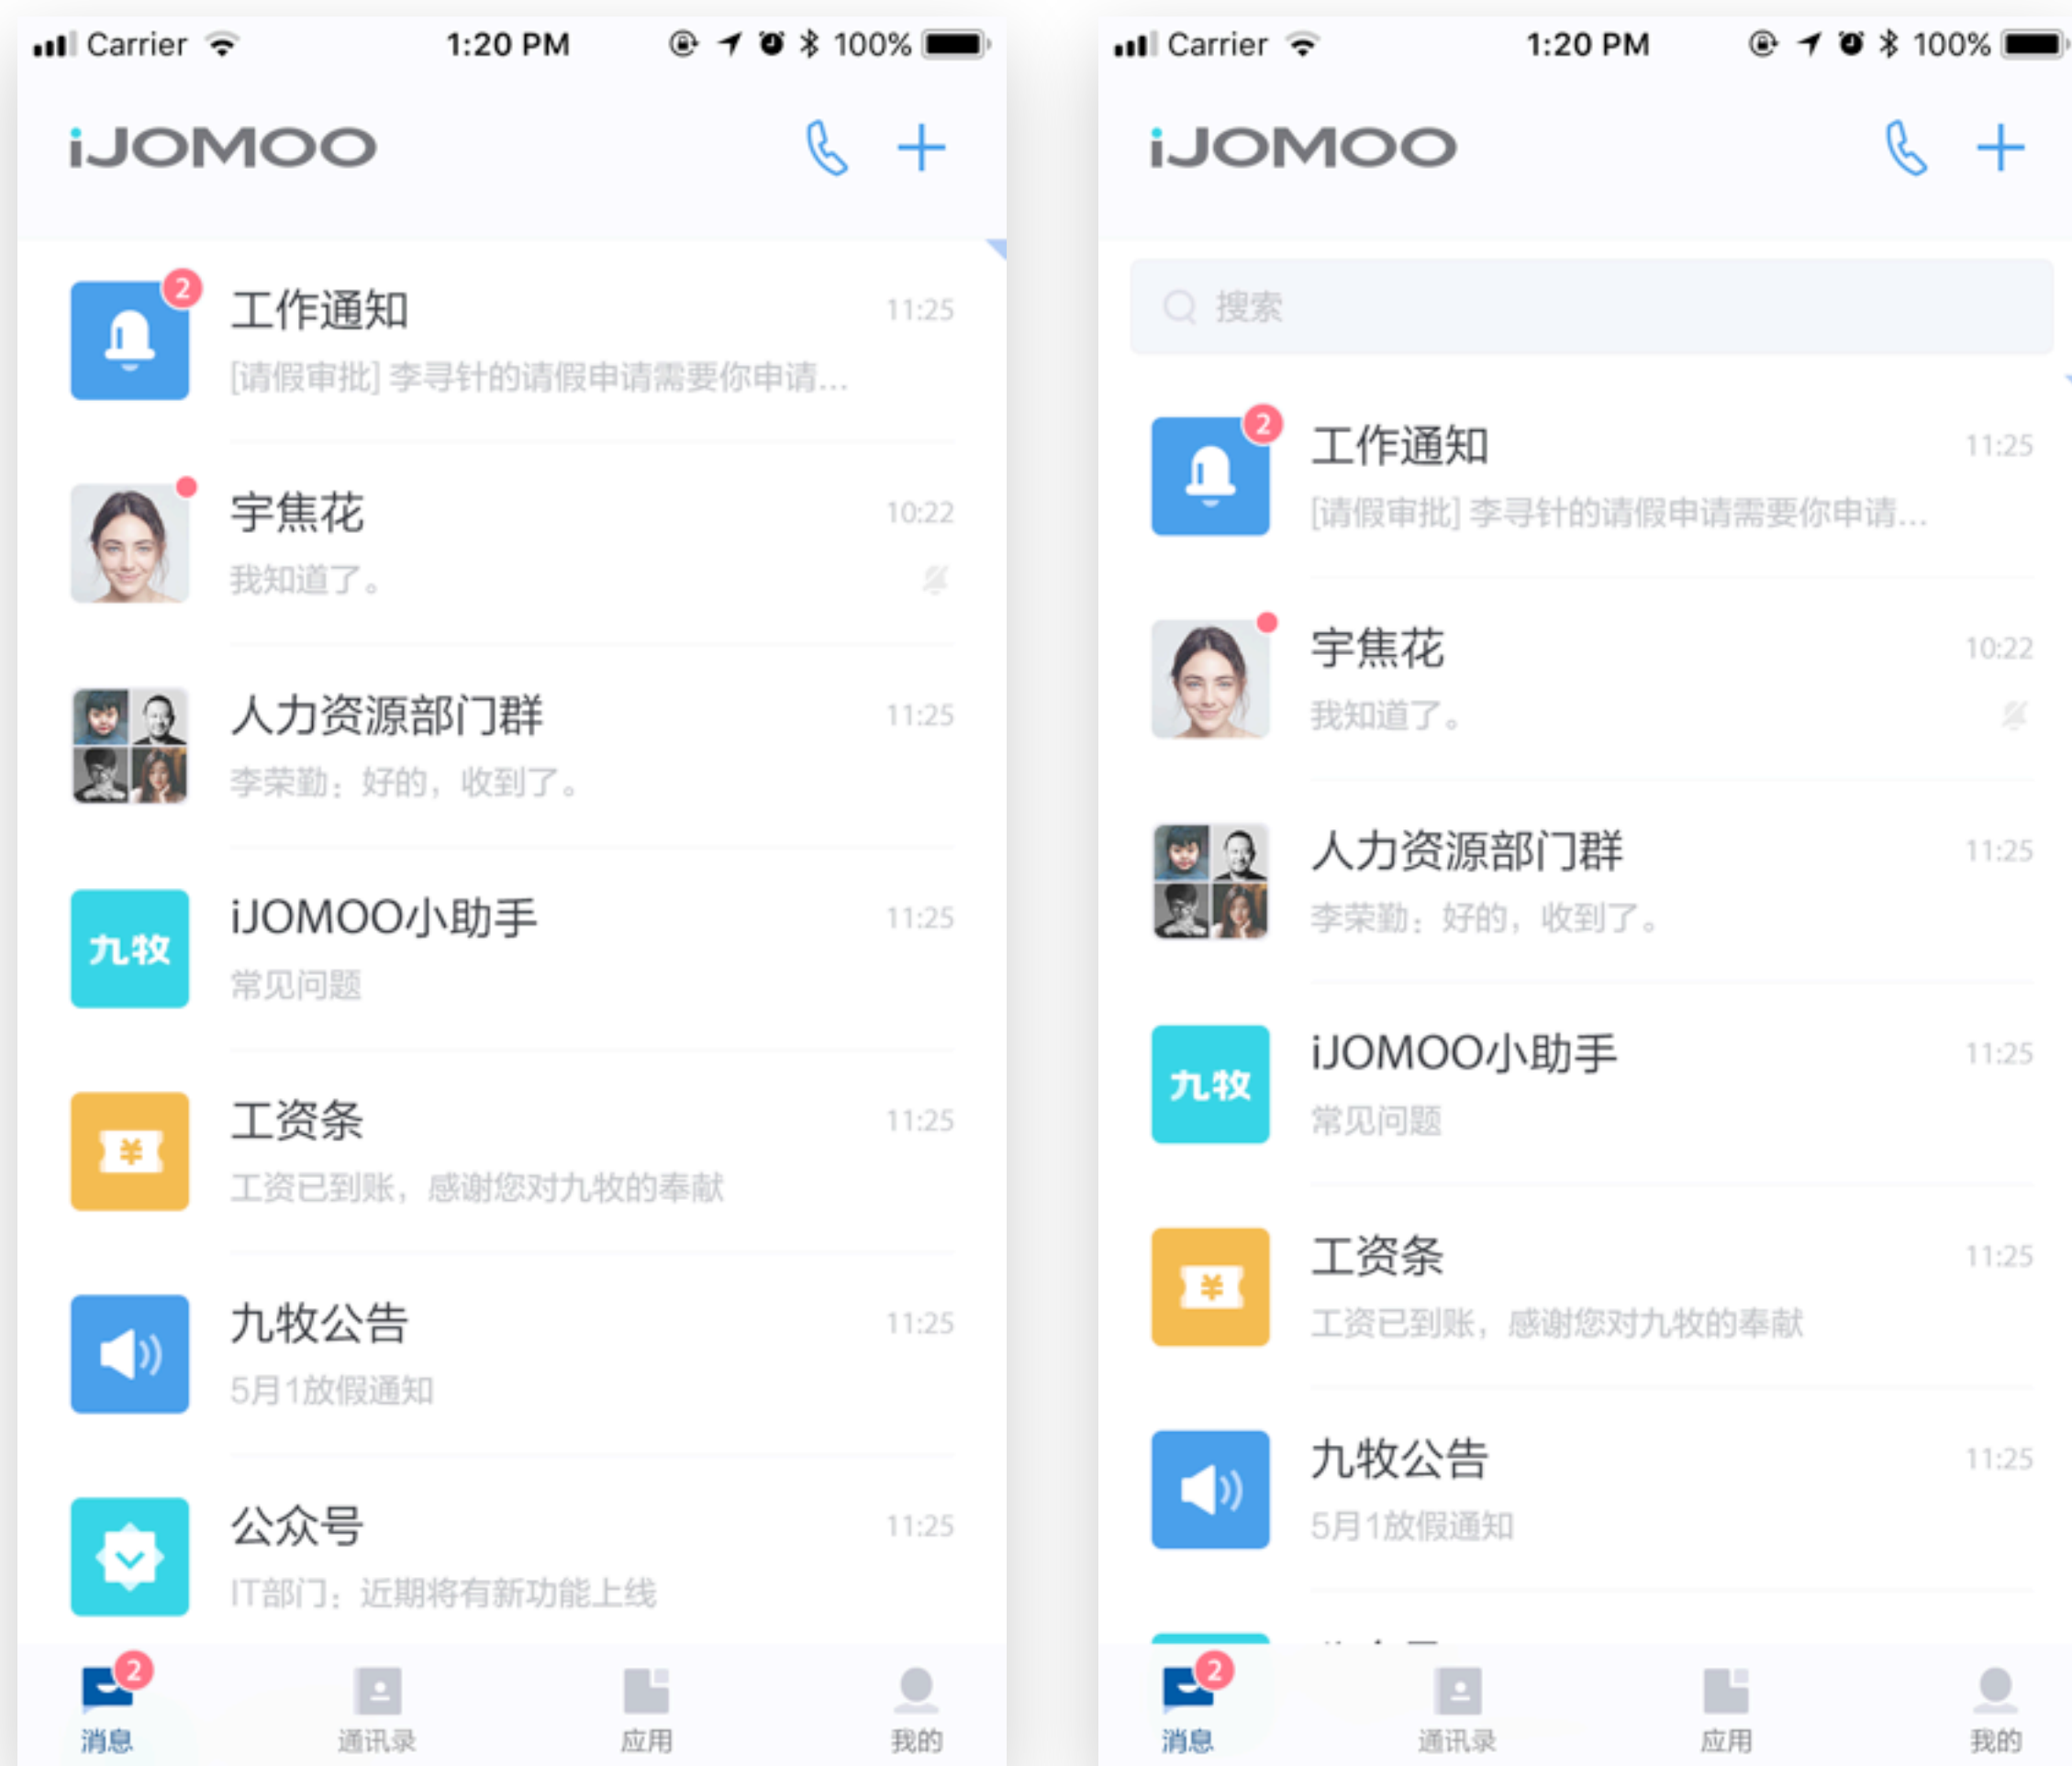 Carrier 1:20 PM 100%
iJOMOO
2
工作通知 11:25
[请假审批] 李寻针的请假申请需要你申请...
宇焦花 10:22
我知道了。
人力资源部门群 11:25
李荣勤：好的，收到了。
九牧
iJOMOO小助手 11:25
常见问题
¥
工资条 11:25
工资已到账，感谢您对九牧的奉献
九牧公告 11:25
5月1放假通知
公众号 11:25
IT部门：近期将有新功能上线
2
消息 通讯录 应用 我的
Carrier 1:20 PM 100%
iJOMOO
搜索
2
工作通知 11:25
[请假审批] 李寻针的请假申请需要你申请...
宇焦花 10:22
我知道了。
人力资源部门群 11:25
李荣勤：好的，收到了。
九牧
iJOMOO小助手 11:25
常见问题
¥
工资条 11:25
工资已到账，感谢您对九牧的奉献
九牧公告 11:25
5月1放假通知
2
消息 通讯录 应用 我的